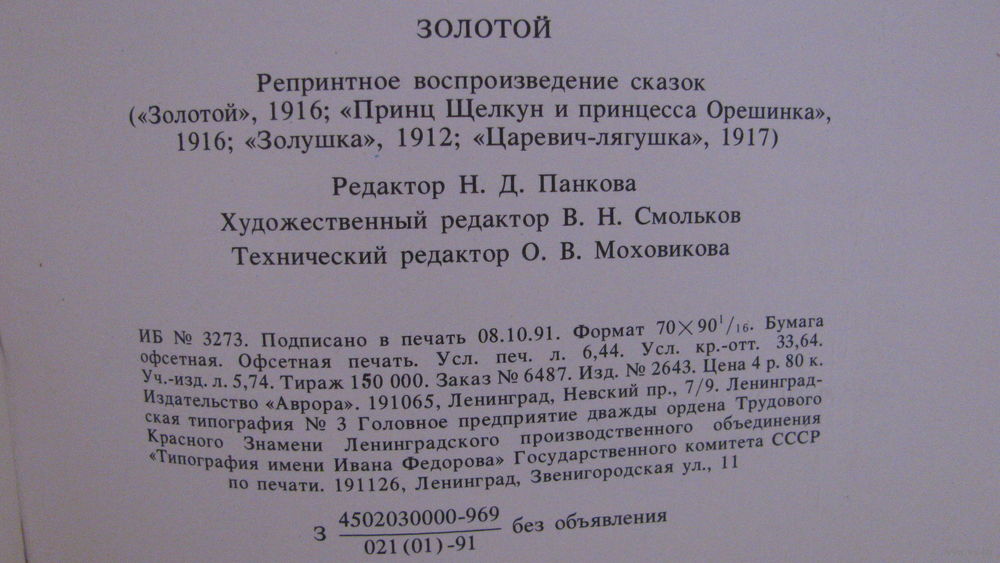 ЗОЛОТОЙ
Репринтное воспроизведение сказок
(«Золотой», 1916; «Принц Щелкун и принцесса Орешинка»,
1916; «Золушка», 1912; «Царевич-лягушка», 1917)
Редактор Н. Д. Панкова
Художественный редактор В. Н. Смольков
Технический редактор О. В. Моховикова
ИБ № 3273. Подписано в печать 08.10.91. Формат 70×90¹/₁₆. Бумага
офсетная. Офсетная печать. Усл. печ. л. 6,44. Усл. кр.-отт. 33,64.
Уч.-изд. л. 5,74. Тираж 150 000. Заказ № 6487. Изд. № 2643. Цена 4 р. 80 к.
Издательство «Аврора». 191065, Ленинград, Невский пр., 7/9. Ленинград-
ская типография № 3 Головное предприятие дважды ордена Трудового
Красного Знамени Ленинградского производственного объединения
«Типография имени Ивана Федорова» Государственного комитета СССР
по печати. 191126, Ленинград, Звенигородская ул., 11
З 4502030000-969 без объявления
021(01)-91